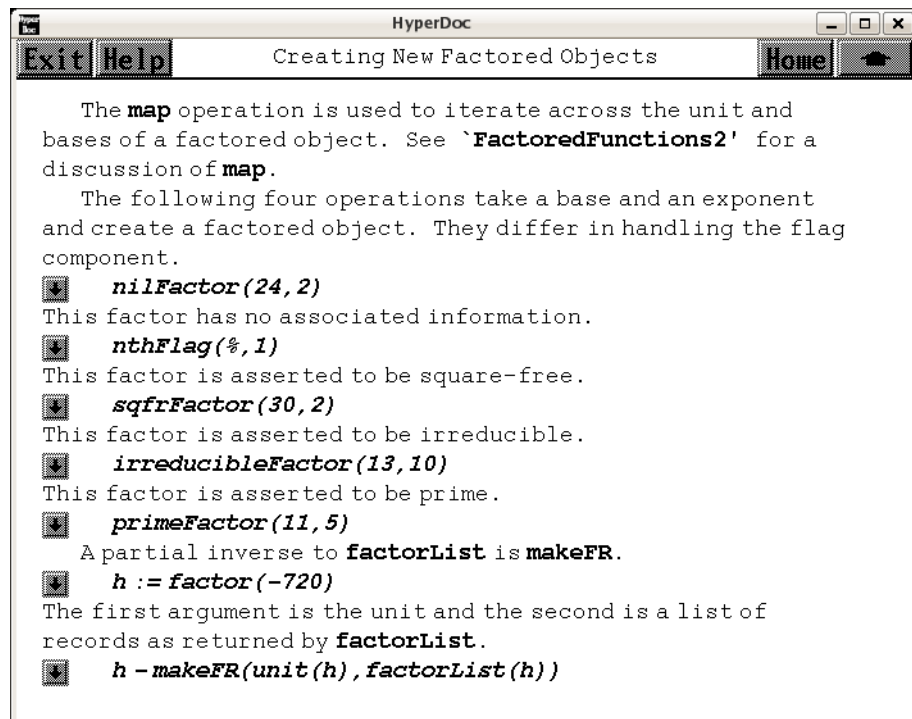 Hyper
Doc
HyperDoc
Exit Help
Creating New Factored Objects
Home
The map operation is used to iterate across the unit and
bases of a factored object. See `FactoredFunctions2' for a
discussion of map.
The following four operations take a base and an exponent
and create a factored object. They differ in handling the flag
component.
nilFactor(24,2)
This factor has no associated information.
nthFlag(%,1)
This factor is asserted to be square-free.
sqfrFactor(30,2)
This factor is asserted to be irreducible.
irreducibleFactor(13,10)
This factor is asserted to be prime.
primeFactor(11,5)
A partial inverse to factorList is makeFR.
h := factor(-720)
The first argument is the unit and the second is a list of
records as returned by factorList.
h - makeFR(unit(h),factorList(h))